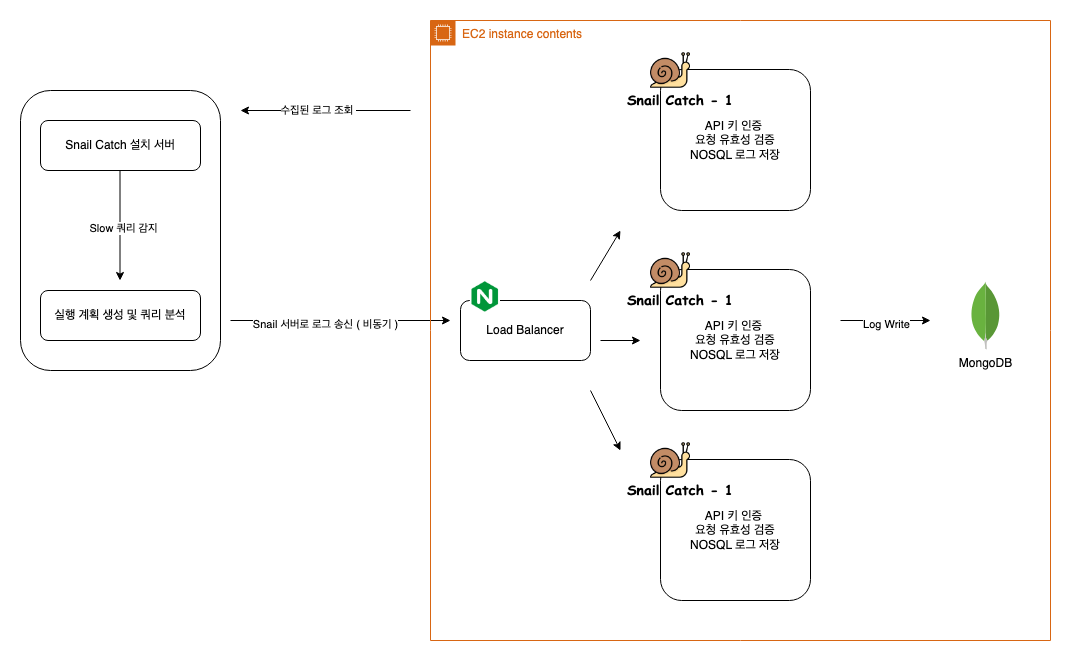 EC2 instance contents
수집된 로그 조회
Snail Catch 설치 서버
Slow 쿼리 감지
실행 계획 생성 및 쿼리 분석
Snail 서버로 로그 송신 ( 비동기 )
N
Load Balancer
Snail Catch - 1
API 키 인증
요청 유효성 검증
NOSQL 로그 저장
Snail Catch - 1
API 키 인증
요청 유효성 검증
NOSQL 로그 저장
Snail Catch - 1
API 키 인증
요청 유효성 검증
NOSQL 로그 저장
Log Write
MongoDB